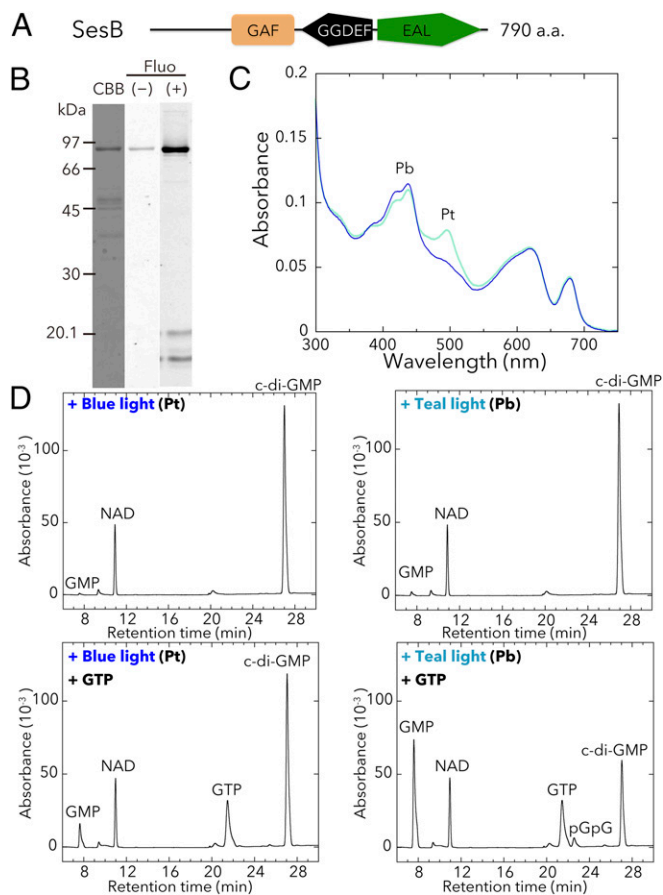 A
SesB
GAF
GGDEF
EAL
790 a.a.
B
Fluo
CBB (−) (+)
kDa
97
66
45
30
20.1
C
Absorbance
0.2
0.15
0.1
0.05
0
Pb
Pt
300 400 500 600 700
Wavelength (nm)
D
+ Blue light (Pt)
c-di-GMP
Absorbance (10⁻³)
100
50
0
NAD
GMP
8 12 16 20 24 28
Retention time (min)
+ Teal light (Pb)
c-di-GMP
Absorbance (10⁻³)
100
50
0
NAD
GMP
8 12 16 20 24 28
Retention time (min)
+ Blue light (Pt)
+ GTP
c-di-GMP
Absorbance (10⁻³)
100
50
0
NAD
GMP
GTP
8 12 16 20 24 28
Retention time (min)
+ Teal light (Pb)
+ GTP
Absorbance (10⁻³)
100
50
0
GMP
NAD
GTP
pGpG
c-di-GMP
8 12 16 20 24 28
Retention time (min)